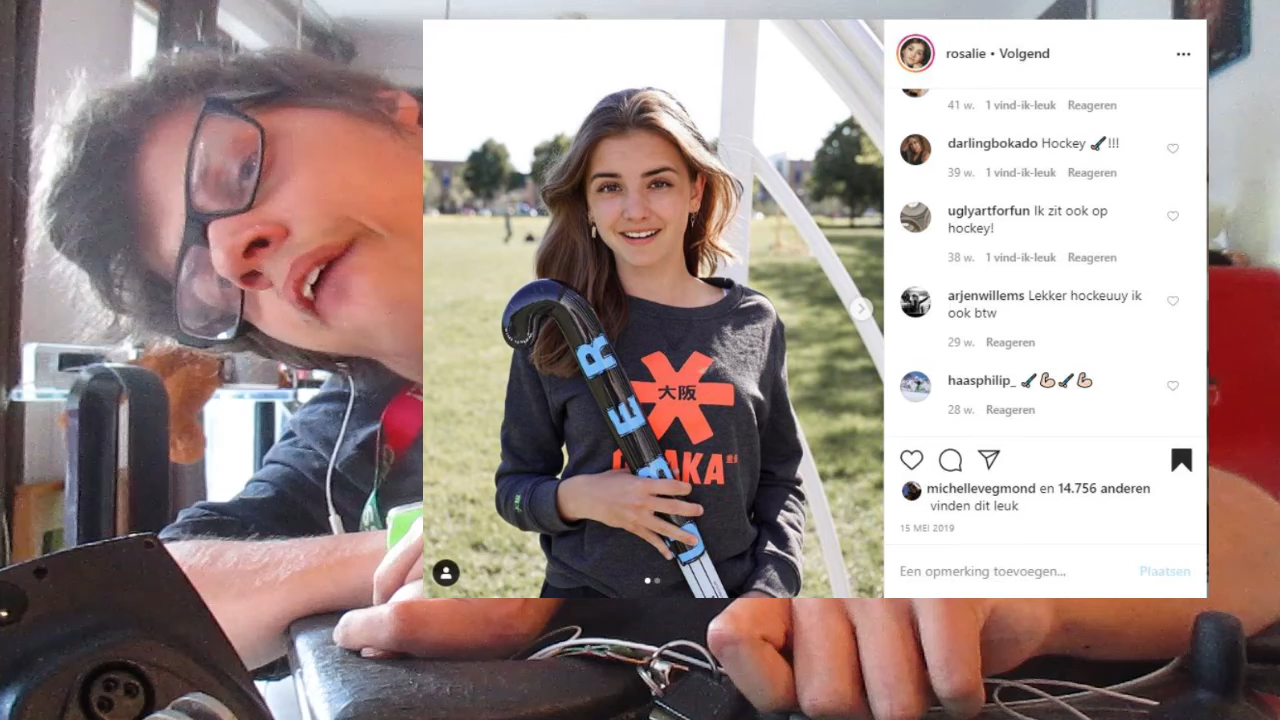 rosalie • Volgend
41 w. 1 vind-ik-leuk Reageren
darlingbokado Hockey 🏑!!!
39 w. 1 vind-ik-leuk Reageren
uglyartforfun Ik zit ook op
hockey!
38 w. 1 vind-ik-leuk Reageren
arjenwillems Lekker hockeuuy ik
ook btw
29 w. Reageren
haasphilip_ 🏑💪🏼🏑💪🏼
28 w. Reageren
michellevegmond en 14.756 anderen
vinden dit leuk
15 MEI 2019
Een opmerking toevoegen...
Plaatsen
大阪